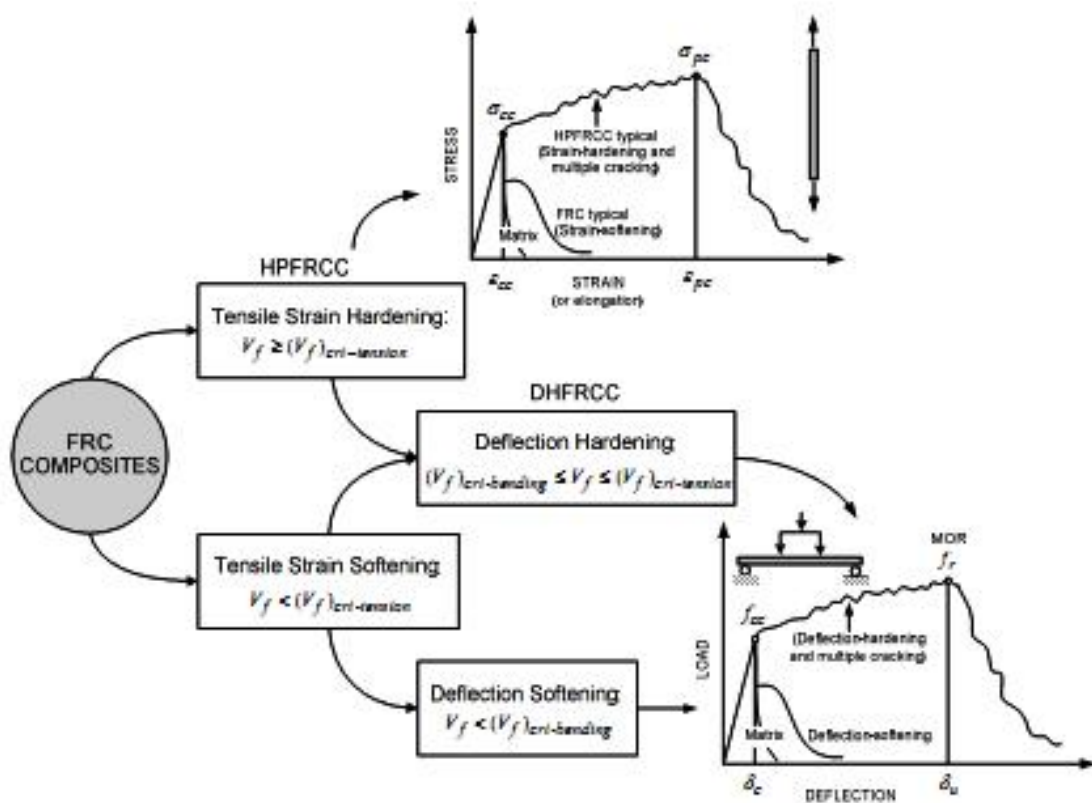 σcc
σpc
STRESS
HPFRCC typical
(Strain-hardening and
multiple cracking)
FRC typical
(Strain-softening)
Matrix
εcc
STRAIN
(or elongation)
εpc
HPFRCC
Tensile Strain Hardening:
Vf ≥ (Vf)cri-tension
FRC
COMPOSITES
DHFRCC
Deflection Hardening:
(Vf)cri-bending ≤ Vf ≤ (Vf)cri-tension
Tensile Strain Softening:
Vf < (Vf)cri-tension
Deflection Softening:
Vf < (Vf)cri-bending
MOR
fr
fcc
LOAD
(Deflection-hardening
and multiple cracking)
Deflection-softening
Matrix
δc
DEFLECTION
δu